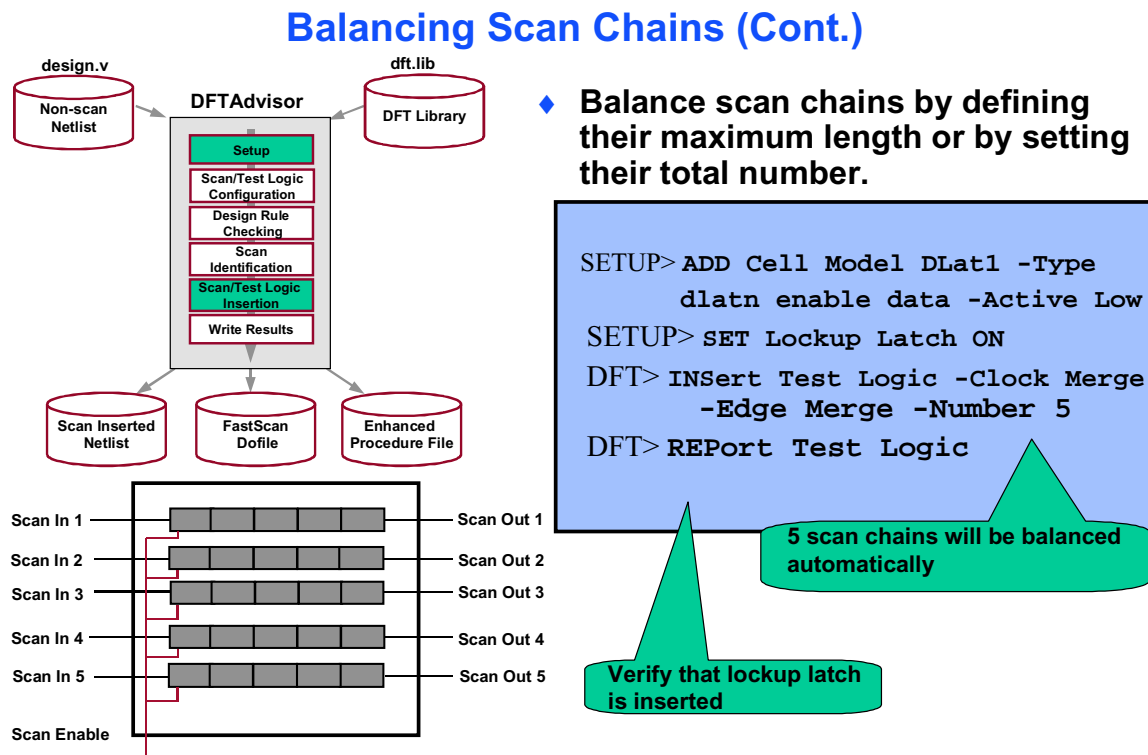 Balancing Scan Chains (Cont.)
design.v
Non-scan
Netlist
DFTAdvisor
dft.lib
DFT Library
Setup
Scan/Test Logic
Configuration
Design Rule
Checking
Scan
Identification
Scan/Test Logic
Insertion
Write Results
Scan Inserted
Netlist
FastScan
Dofile
Enhanced
Procedure File
Scan In 1
Scan Out 1
Scan In 2
Scan Out 2
Scan In 3
Scan Out 3
Scan In 4
Scan Out 4
Scan In 5
Scan Out 5
Scan Enable
♦ Balance scan chains by defining
their maximum length or by setting
their total number.
SETUP> ADD Cell Model DLat1 -Type
dlatn enable data -Active Low
SETUP> SET Lockup Latch ON
DFT> INSert Test Logic -Clock Merge
-Edge Merge -Number 5
DFT> REPort Test Logic
5 scan chains will be balanced
automatically
Verify that lockup latch
is inserted